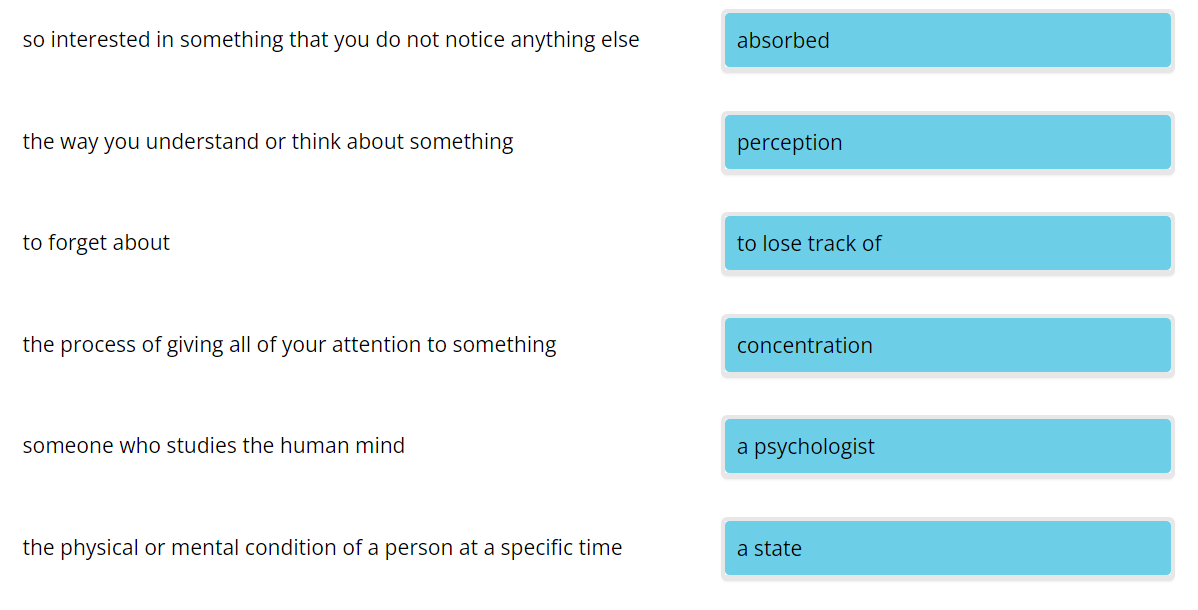 so interested in something that you do not notice anything else
absorbed
the way you understand or think about something
perception
to forget about
to lose track of
the process of giving all of your attention to something
concentration
someone who studies the human mind
a psychologist
the physical or mental condition of a person at a specific time
a state